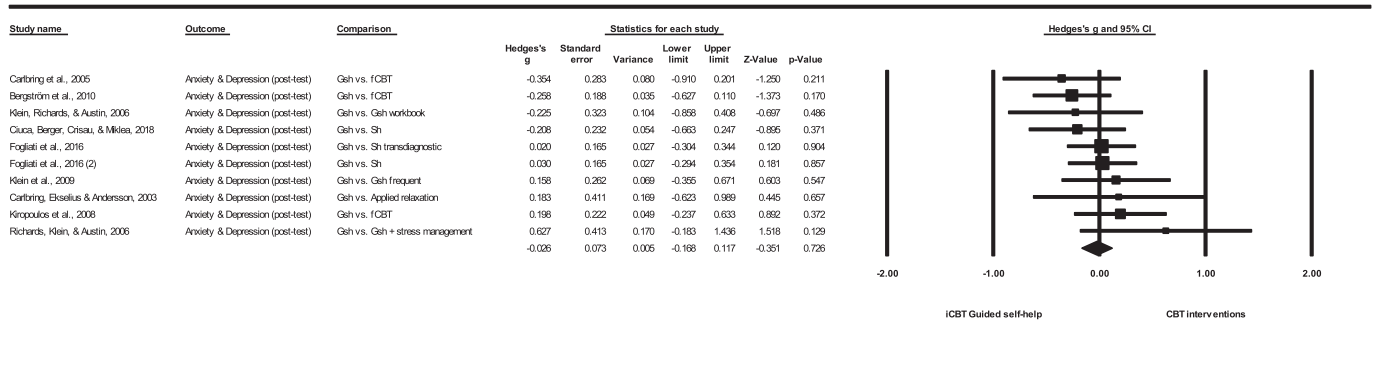 Study name Outcome Comparison Statistics for each study Hedges's g and 95% CI
Hedges's Standard Lower Upper
g error Variance limit limit Z-Value p-Value
Carlbring et al., 2005 Anxiety & Depression (post-test) Gsh vs. fCBT -0.354 0.283 0.080 -0.910 0.201 -1.250 0.211
Bergström et al., 2010 Anxiety & Depression (post-test) Gsh vs. fCBT -0.258 0.188 0.035 -0.627 0.110 -1.373 0.170
Klein, Richards, & Austin, 2006 Anxiety & Depression (post-test) Gsh vs. Gsh workbook -0.225 0.323 0.104 -0.858 0.408 -0.697 0.486
Ciuca, Berger, Crisau, & Miklea, 2018 Anxiety & Depression (post-test) Gsh vs. Sh -0.208 0.232 0.054 -0.663 0.247 -0.895 0.371
Fogliati et al., 2016 Anxiety & Depression (post-test) Gsh vs. Sh transdiagnostic 0.020 0.165 0.027 -0.304 0.344 0.120 0.904
Fogliati et al., 2016 (2) Anxiety & Depression (post-test) Gsh vs. Sh 0.030 0.165 0.027 -0.294 0.354 0.181 0.857
Klein et al., 2009 Anxiety & Depression (post-test) Gsh vs. Gsh frequent 0.158 0.262 0.069 -0.355 0.671 0.603 0.547
Carlbring, Ekselius & Andersson, 2003 Anxiety & Depression (post-test) Gsh vs. Applied relaxation 0.183 0.411 0.169 -0.623 0.989 0.445 0.657
Kiropoulos et al., 2008 Anxiety & Depression (post-test) Gsh vs. fCBT 0.198 0.222 0.049 -0.237 0.633 0.892 0.372
Richards, Klein, & Austin, 2006 Anxiety & Depression (post-test) Gsh vs. Gsh + stress management 0.627 0.413 0.170 -0.183 1.436 1.518 0.129
-0.026 0.073 0.005 -0.168 0.117 -0.351 0.726
-2.00 -1.00 0.00 1.00 2.00
iCBT Guided self-help CBT interventions